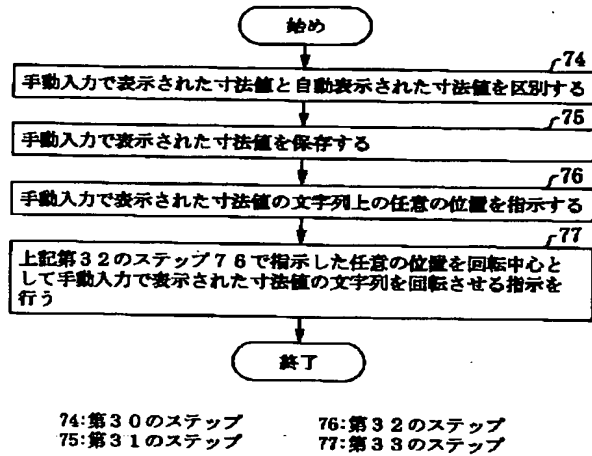 始め
74
手動入力で表示された寸法値と自動表示された寸法値を区別する
75
手動入力で表示された寸法値を保存する
76
手動入力で表示された寸法値の文字列上の任意の位置を指示する
77
上記第32のステップ76で指示した任意の位置を回転中心と
して手動入力で表示された寸法値の文字列を回転させる指示を
行う
終了
74:第30のステップ 76:第32のステップ
75:第31のステップ 77:第33のステップ